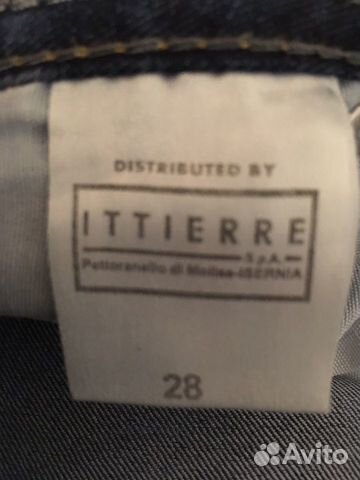 DISTRIBUTED BY
ITTIERRE
S.p.A.
Pettoranello di Molise-ISERNIA
28
Avito